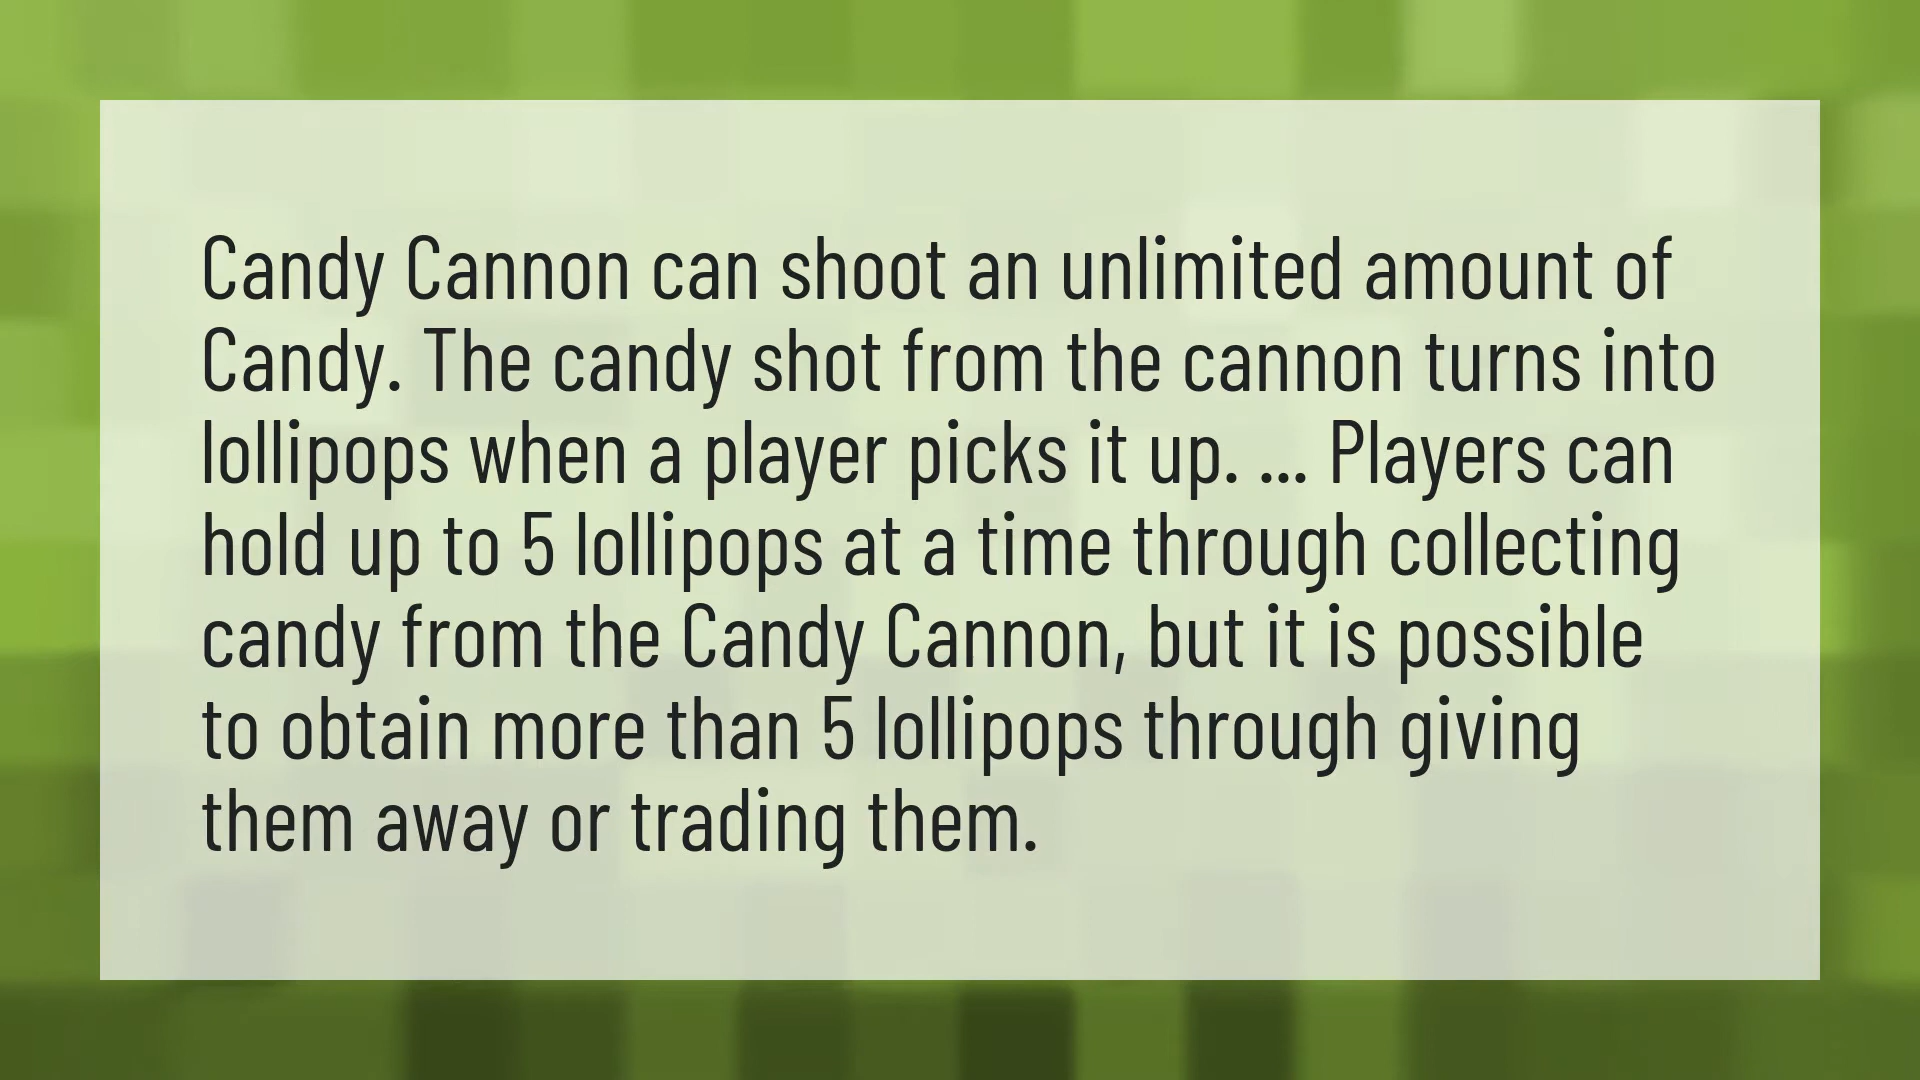 Candy Cannon can shoot an unlimited amount of
Candy. The candy shot from the cannon turns into
lollipops when a player picks it up. ... Players can
hold up to 5 lollipops at a time through collecting
candy from the Candy Cannon, but it is possible
to obtain more than 5 lollipops through giving
them away or trading them.